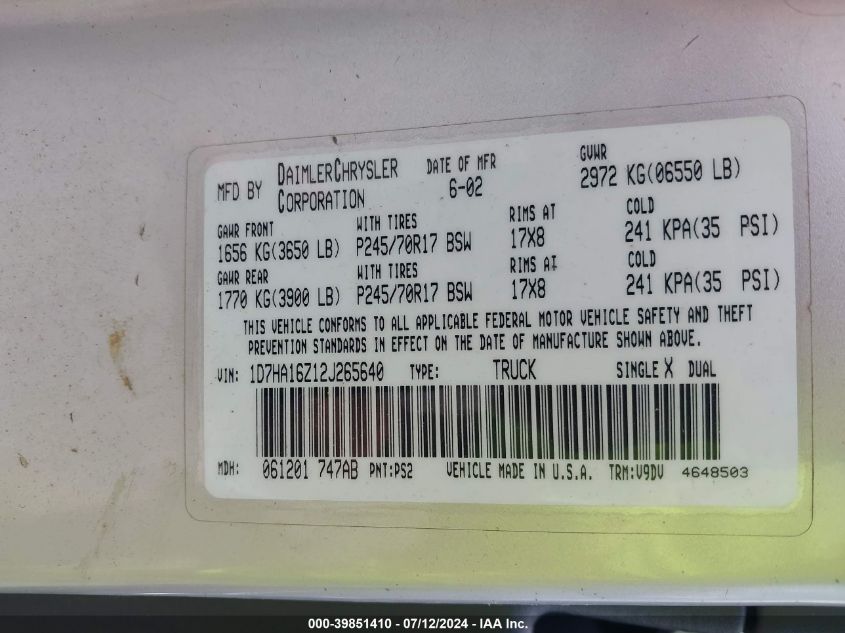 MFD BY DAIMLERCHRYSLER CORPORATION DATE OF MFR 6-02 GVWR 2972 KG(06550 LB)
GAWR FRONT WITH TIRES RIMS AT COLD
1656 KG(3650 LB) P245/70R17 BSW 17X8 241 KPA(35 PSI)
GAWR REAR WITH TIRES RIMS AT COLD
1770 KG(3900 LB) P245/70R17 BSW 17X8 241 KPA(35 PSI)
THIS VEHICLE CONFORMS TO ALL APPLICABLE FEDERAL MOTOR VEHICLE SAFETY AND THEFT
PREVENTION STANDARDS IN EFFECT ON THE DATE OF MANUFACTURE SHOWN ABOVE.
VIN: 1D7HA16Z12J265640 TYPE: TRUCK SINGLE X DUAL
MDH: 061201 747AB PNT:PS2 VEHICLE MADE IN U.S.A. TRM:V9DV 4648503
000-39851410 - 07/12/2024 - IAA Inc.